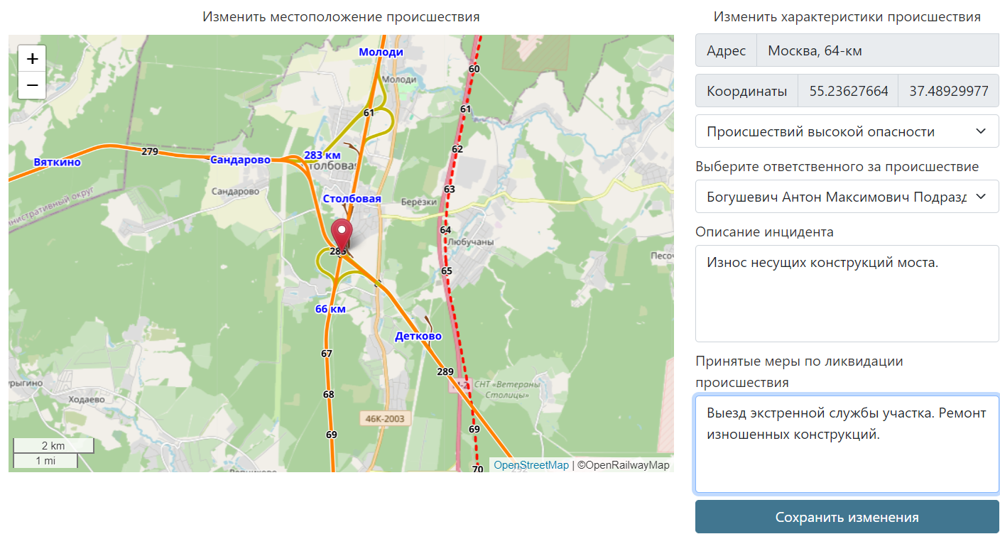 Изменить местоположение происшествия
+
−
Молоди
Молоди
60
61
61
62
279
283 км
Вяткино
Сандарово
Столбовая
63
Сандарово
Столбовая
Берёзки
64
Любучаны
285
65
66 км
Детково
67
289
СНТ «Ветераны
Столицы»
68
Ходаево
46К-2003
69
69
2 km
1 mi
70
OpenStreetMap | ©OpenRailwayMap
Изменить характеристики происшествия
Адрес
Москва, 64-км
Координаты
55.23627664
37.48929977
Происшествий высокой опасности
Выберите ответственного за происшествие
Богушевич Антон Максимович Подразд
Описание инцидента
Износ несущих конструкций моста.
Принятые меры по ликвидации
происшествия
Выезд экстренной службы участка. Ремонт
изношенных конструкций.
Сохранить изменения